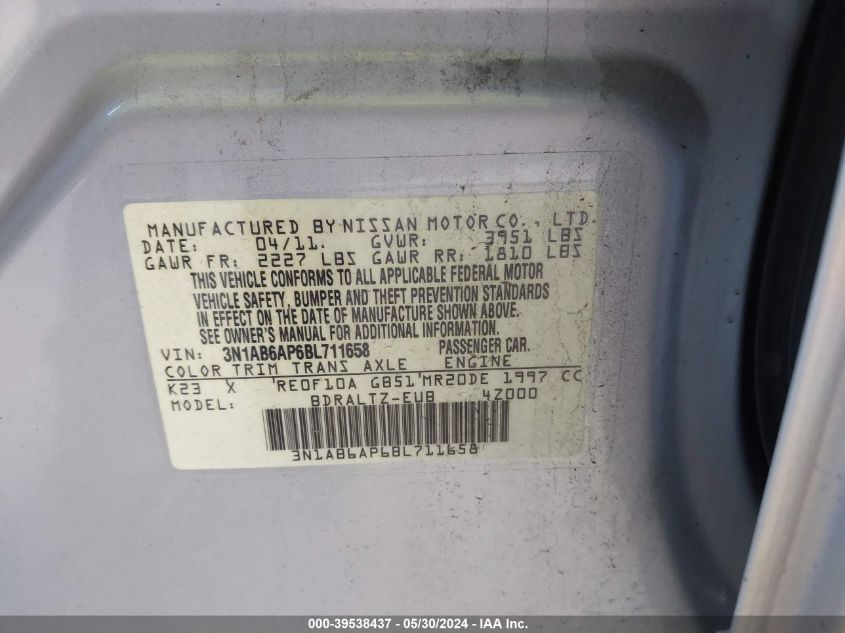 MANUFACTURED BY NISSAN MOTOR CO., LTD.
DATE: 04/11. GVWR: 3951 LBS
GAWR FR: 2227 LBS GAWR RR: 1810 LBS
THIS VEHICLE CONFORMS TO ALL APPLICABLE FEDERAL MOTOR
VEHICLE SAFETY, BUMPER AND THEFT PREVENTION STANDARDS
IN EFFECT ON THE DATE OF MANUFACTURE SHOWN ABOVE.
SEE OWNER'S MANUAL FOR ADDITIONAL INFORMATION.
VIN: 3N1AB6AP6BL711658 PASSENGER CAR.
COLOR TRIM TRANS AXLE ENGINE
K23 X RE0F10A GB51 MR20DE 1997 CC
MODEL: BDRALTZ-EUB 4Z000
3N1AB6AP6BL711658
000-39538437 - 05/30/2024 - IAA Inc.